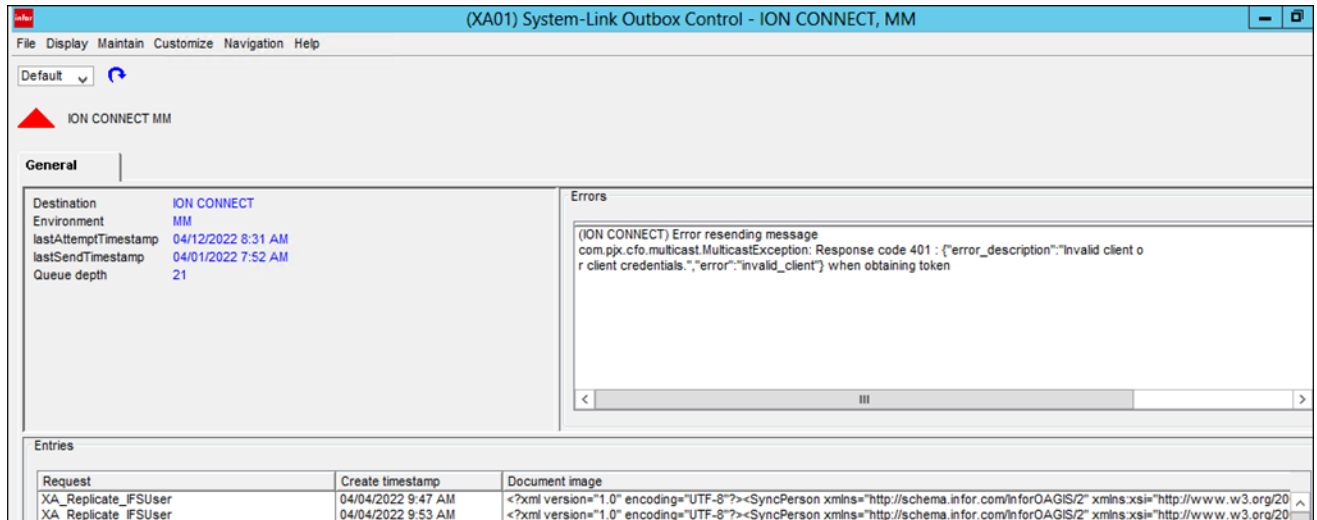 infor
(XA01) System-Link Outbox Control - ION CONNECT, MM
File Display Maintain Customize Navigation Help
Default
ION CONNECT MM
General
Destination ION CONNECT
Environment MM
lastAttemptTimestamp 04/12/2022 8:31 AM
lastSendTimestamp 04/01/2022 7:52 AM
Queue depth 21
Errors
(ION CONNECT) Error resending message
com.pjx.cfo.multicast.MulticastException: Response code 401 : {"error_description":"Invalid client o
r client credentials.","error":"invalid_client"} when obtaining token
Entries
Request Create timestamp Document image
XA_Replicate_IFSUser 04/04/2022 9:47 AM <?xml version="1.0" encoding="UTF-8"?><SyncPerson xmlns="http://schema.infor.com/InforOAGIS/2" xmlns:xsi="http://www.w3.org/20
XA_Replicate_IFSUser 04/04/2022 9:53 AM <?xml version="1.0" encoding="UTF-8"?><SyncPerson xmlns="http://schema.infor.com/InforOAGIS/2" xmlns:xsi="http://www.w3.org/20